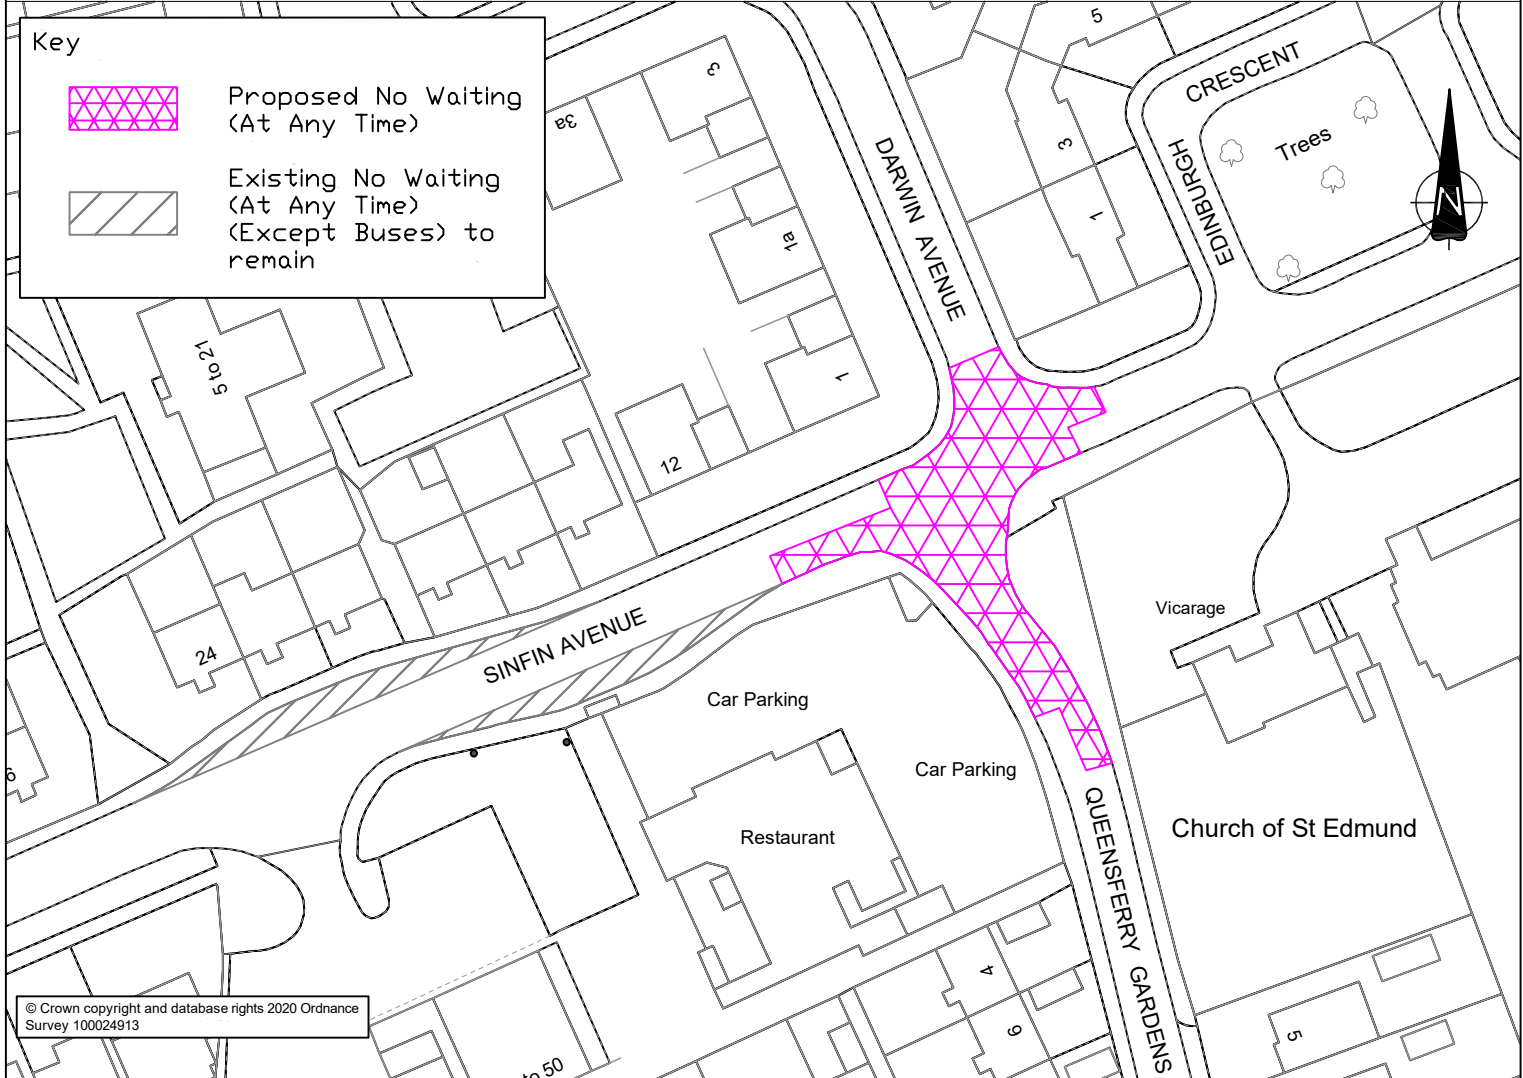 Key
Proposed No Waiting
(At Any Time)
Existing No Waiting
(At Any Time)
(Except Buses) to
remain
5
3
3a
CRESCENT
Trees
DARWIN AVENUE
3
EDINBURGH
N
1
1a
5 to 21
1
12
24
SINFIN AVENUE
Vicarage
Car Parking
6
Car Parking
Restaurant
Church of St Edmund
QUEENSFERRY GARDENS
4
6
5
to 50
© Crown copyright and database rights 2020 Ordnance
Survey 100024913